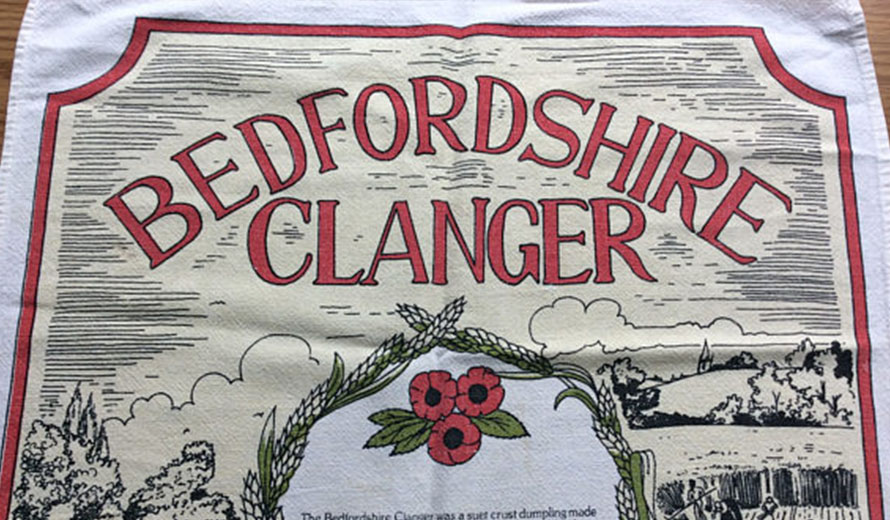 BEDFORDSHIRE
CLANGER
The Bedfordshire Clanger was a suet crust dumpling made